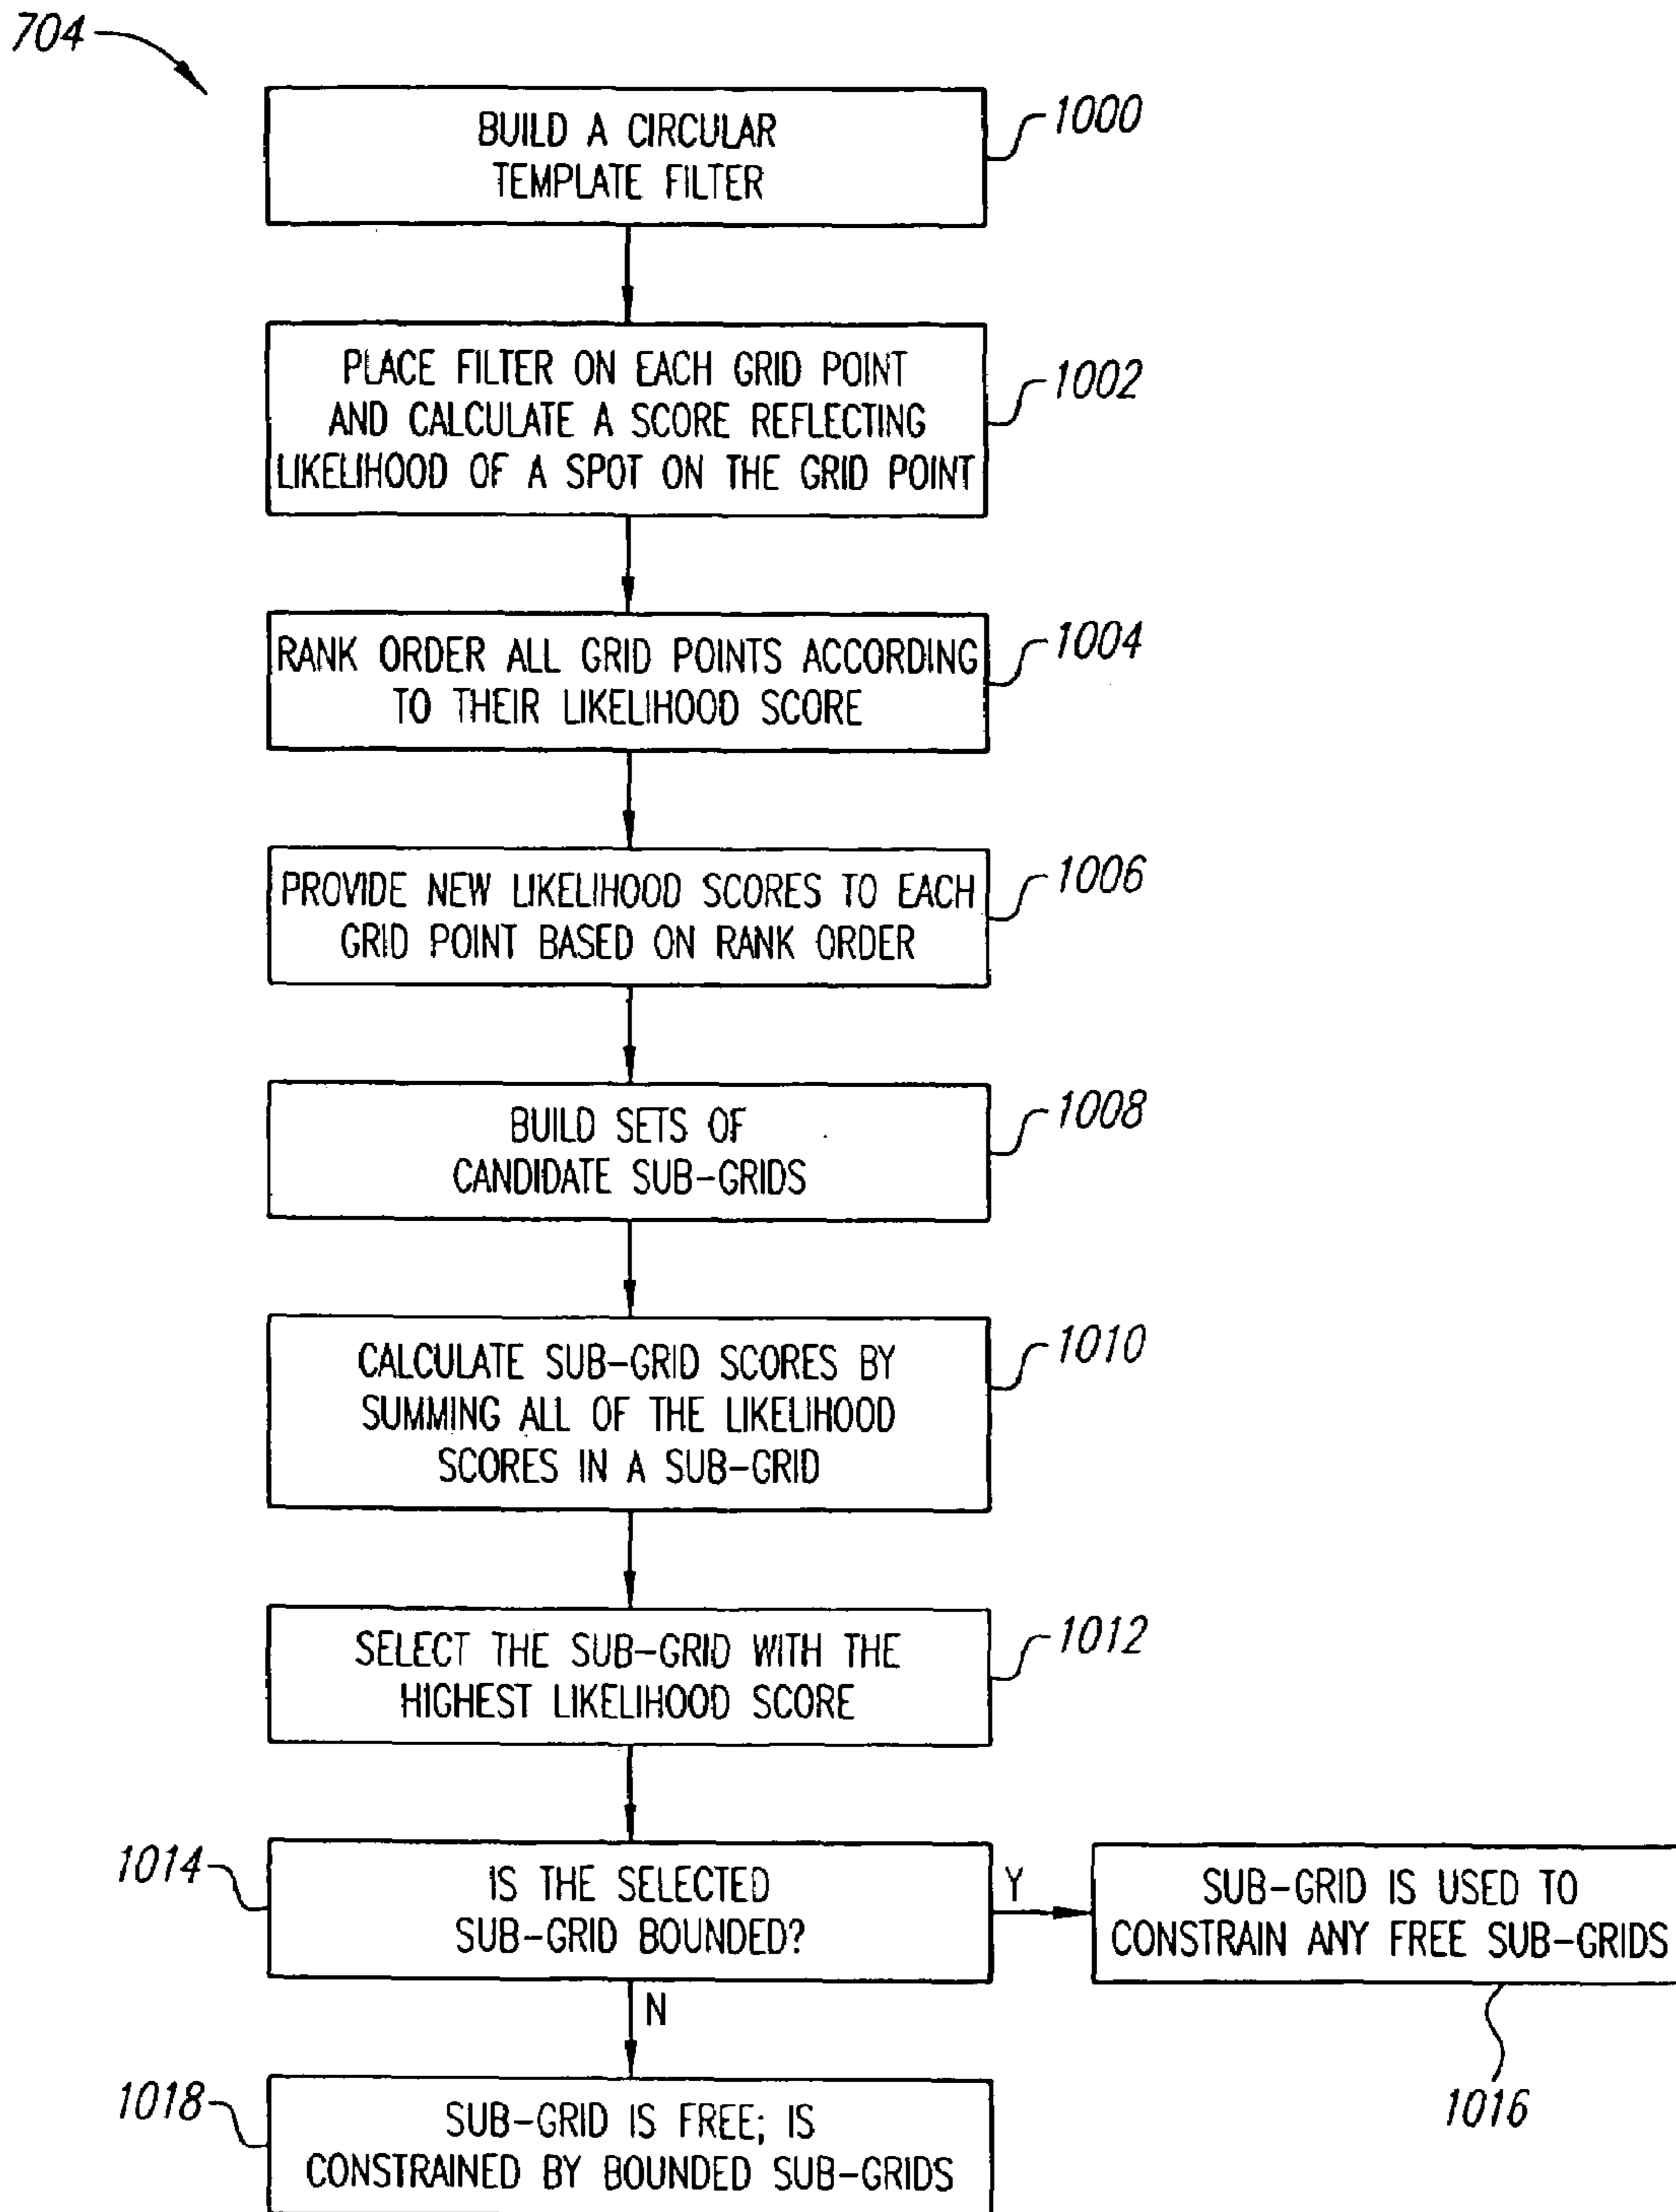 704
BUILD A CIRCULAR
TEMPLATE FILTER
1000
PLACE FILTER ON EACH GRID POINT
AND CALCULATE A SCORE REFLECTING
LIKELIHOOD OF A SPOT ON THE GRID POINT
1002
RANK ORDER ALL GRID POINTS ACCORDING
TO THEIR LIKELIHOOD SCORE
1004
PROVIDE NEW LIKELIHOOD SCORES TO EACH
GRID POINT BASED ON RANK ORDER
1006
BUILD SETS OF
CANDIDATE SUB-GRIDS
1008
CALCULATE SUB-GRID SCORES BY
SUMMING ALL OF THE LIKELIHOOD
SCORES IN A SUB-GRID
1010
SELECT THE SUB-GRID WITH THE
HIGHEST LIKELIHOOD SCORE
1012
1014
IS THE SELECTED
SUB-GRID BOUNDED?
Y
SUB-GRID IS USED TO
CONSTRAIN ANY FREE SUB-GRIDS
1016
N
1018
SUB-GRID IS FREE; IS
CONSTRAINED BY BOUNDED SUB-GRIDS